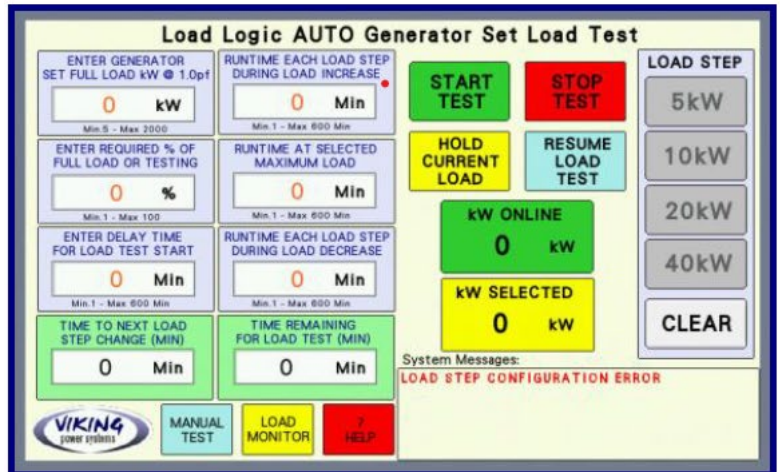 Load Logic AUTO Generator Set Load Test
ENTER GENERATOR
SET FULL LOAD kW @ 1.0pf
0 kW
Min.5 - Max 2000
RUNTIME EACH LOAD STEP
DURING LOAD INCREASE
0 Min
Min.1 - Max 600 Min
ENTER REQUIRED % OF
FULL LOAD OR TESTING
0 %
Min.1 - Max 100
RUNTIME AT SELECTED
MAXIMUM LOAD
0 Min
Min.1 - Max 600 Min
ENTER DELAY TIME
FOR LOAD TEST START
0 Min
Min.1 - Max 600 Min
RUNTIME EACH LOAD STEP
DURING LOAD DECREASE
0 Min
Min.1 - Max 600 Min
TIME TO NEXT LOAD
STEP CHANGE (MIN)
0 Min
TIME REMAINING
FOR LOAD TEST (MIN)
0 Min
VIKING
power systems
MANUAL
TEST
LOAD
MONITOR
?
HELP
START
TEST
STOP
TEST
HOLD
CURRENT
LOAD
RESUME
LOAD
TEST
kW ONLINE
0 kW
kW SELECTED
0 kW
System Messages:
LOAD STEP CONFIGURATION ERROR
LOAD STEP
5kW
10kW
20kW
40kW
CLEAR